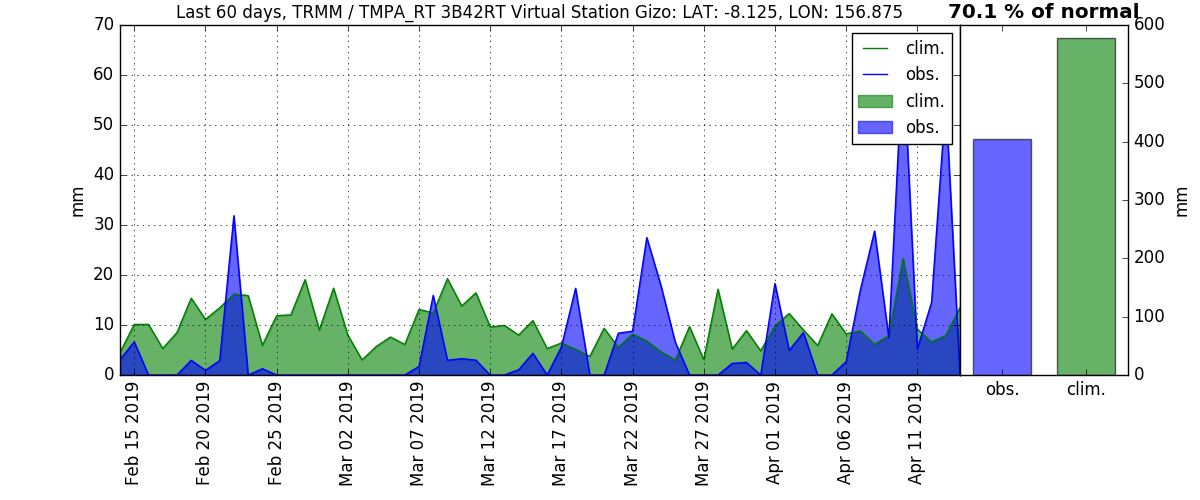 Last 60 days, TRMM / TMPA_RT 3B42RT Virtual Station Gizo: LAT: -8.125, LON: 156.875
70.1 % of normal
70
60
50
40
30
20
10
0
mm
clim.
obs.
clim.
obs.
600
500
400
300
200
100
0
mm
Feb 15 2019
Feb 20 2019
Feb 25 2019
Mar 02 2019
Mar 07 2019
Mar 12 2019
Mar 17 2019
Mar 22 2019
Mar 27 2019
Apr 01 2019
Apr 06 2019
Apr 11 2019
obs.
clim.